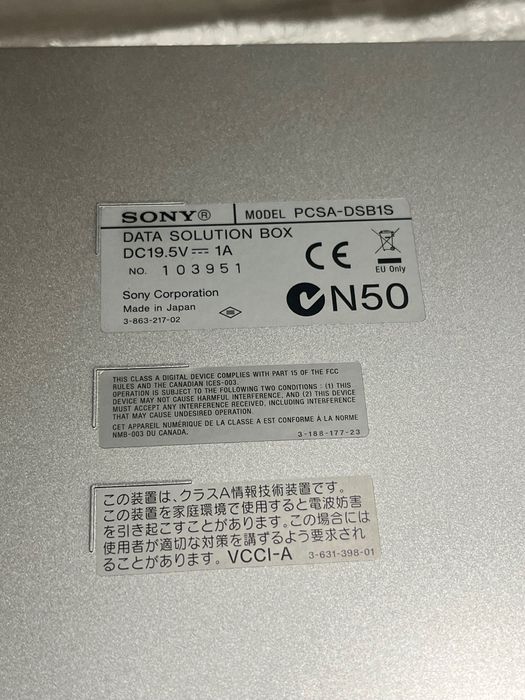 SONY® MODEL PCSA-DSB1S
DATA SOLUTION BOX
DC19.5V⎓ 1A
NO. 103951
CE
EU Only
Sony Corporation
Made in Japan
3-863-217-02
N50
THIS CLASS A DIGITAL DEVICE COMPLIES WITH PART 15 OF THE FCC
RULES AND THE CANADIAN ICES-003.
OPERATION IS SUBJECT TO THE FOLLOWING TWO CONDITIONS : (1) THIS
DEVICE MAY NOT CAUSE HARMFUL INTERFERENCE, AND (2) THIS DEVICE
MUST ACCEPT ANY INTERFERENCE RECEIVED, INCLUDING INTERFERENCE
THAT MAY CAUSE UNDESIRED OPERATION.
CET APPAREIL NUMÉRIQUE DE LA CLASSE A EST CONFORME À LA NORME
NMB-003 DU CANADA. 3-188-177-23
この装置は、クラスA情報技術装置です。
この装置を家庭環境で使用すると電波妨害
を引き起こすことがあります。この場合には
使用者が適切な対策を講ずるよう要求され
ることがあります。VCCI-A 3-631-398-01